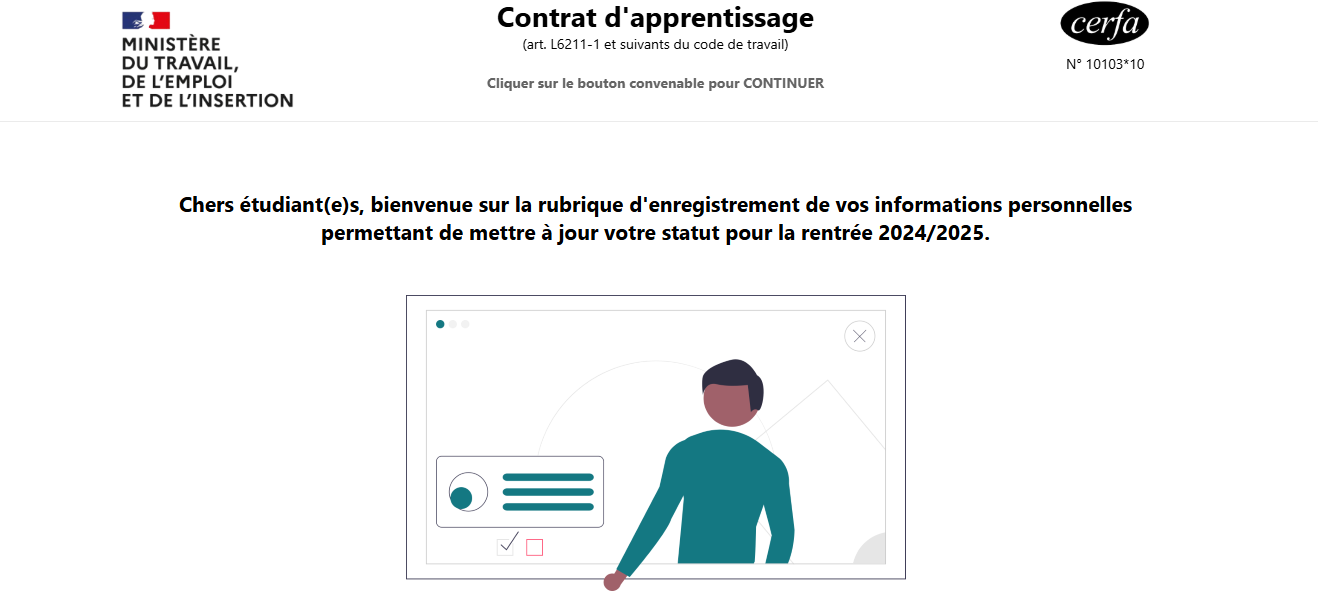 MINISTÈRE
DU TRAVAIL,
DE L'EMPLOI
ET DE L'INSERTION
Contrat d'apprentissage
(art. L6211-1 et suivants du code de travail)
Cliquer sur le bouton convenable pour CONTINUER
cerfa
N° 10103*10
Chers étudiant(e)s, bienvenue sur la rubrique d'enregistrement de vos informations personnelles
permettant de mettre à jour votre statut pour la rentrée 2024/2025.